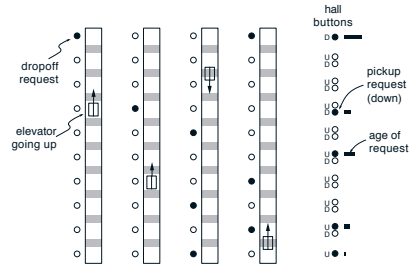 hall
buttons
D
U
D
dropoff
request
U
D
pickup
request
(down)
U
D
elevator
going up
U
D
age of
request
U
D
U
D
U
D
U
D
U